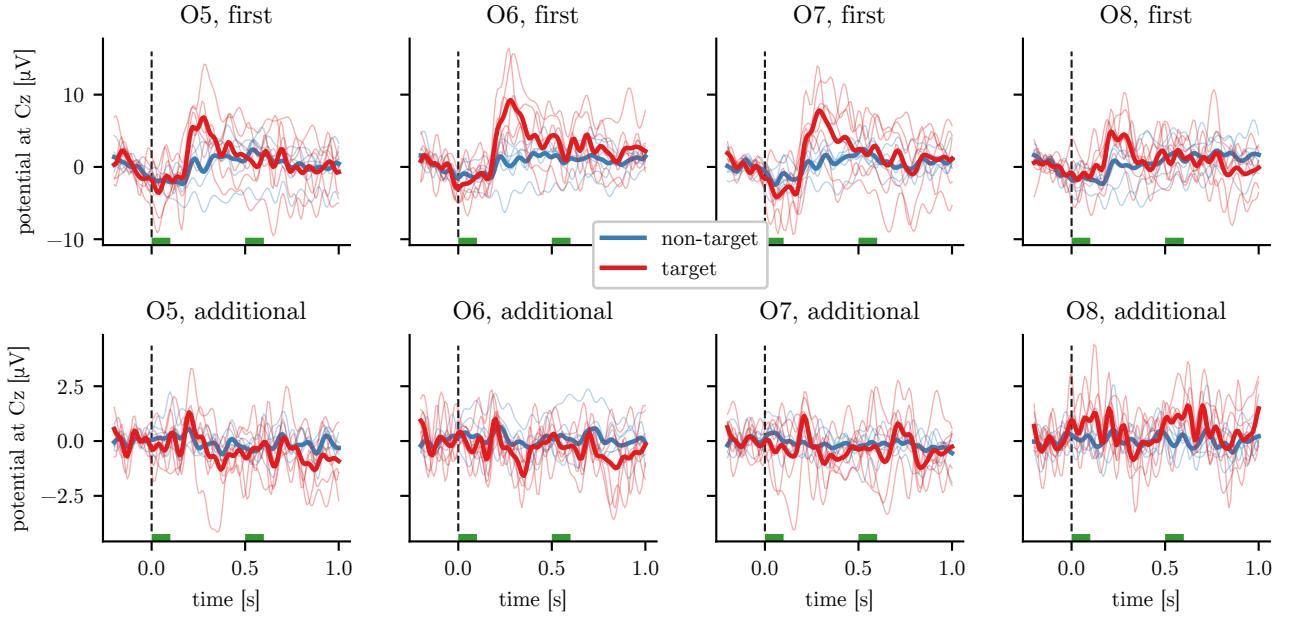 O5, first
O6, first
O7, first
O8, first
potential at Cz [µV]
10
0
−10
non-target
target
O5, additional
O6, additional
O7, additional
O8, additional
potential at Cz [µV]
2.5
0.0
−2.5
0.0 0.5 1.0
0.0 0.5 1.0
0.0 0.5 1.0
0.0 0.5 1.0
time [s]
time [s]
time [s]
time [s]